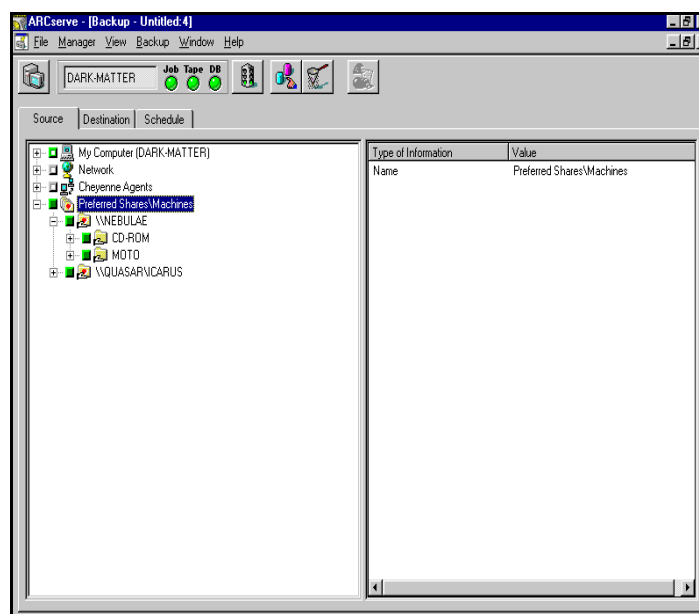 ARCserve - [Backup - Untitled:4]
File Manager View Backup Window Help
DARK-MATTER
Job Tape DB
Source Destination Schedule
My Computer (DARK-MATTER)
Network
Cheyenne Agents
Preferred Shares\Machines
\\NEBULAE
CD-ROM
MOTO
\\QUASAR\ICARUS
Type of Information Value
Name Preferred Shares\Machines